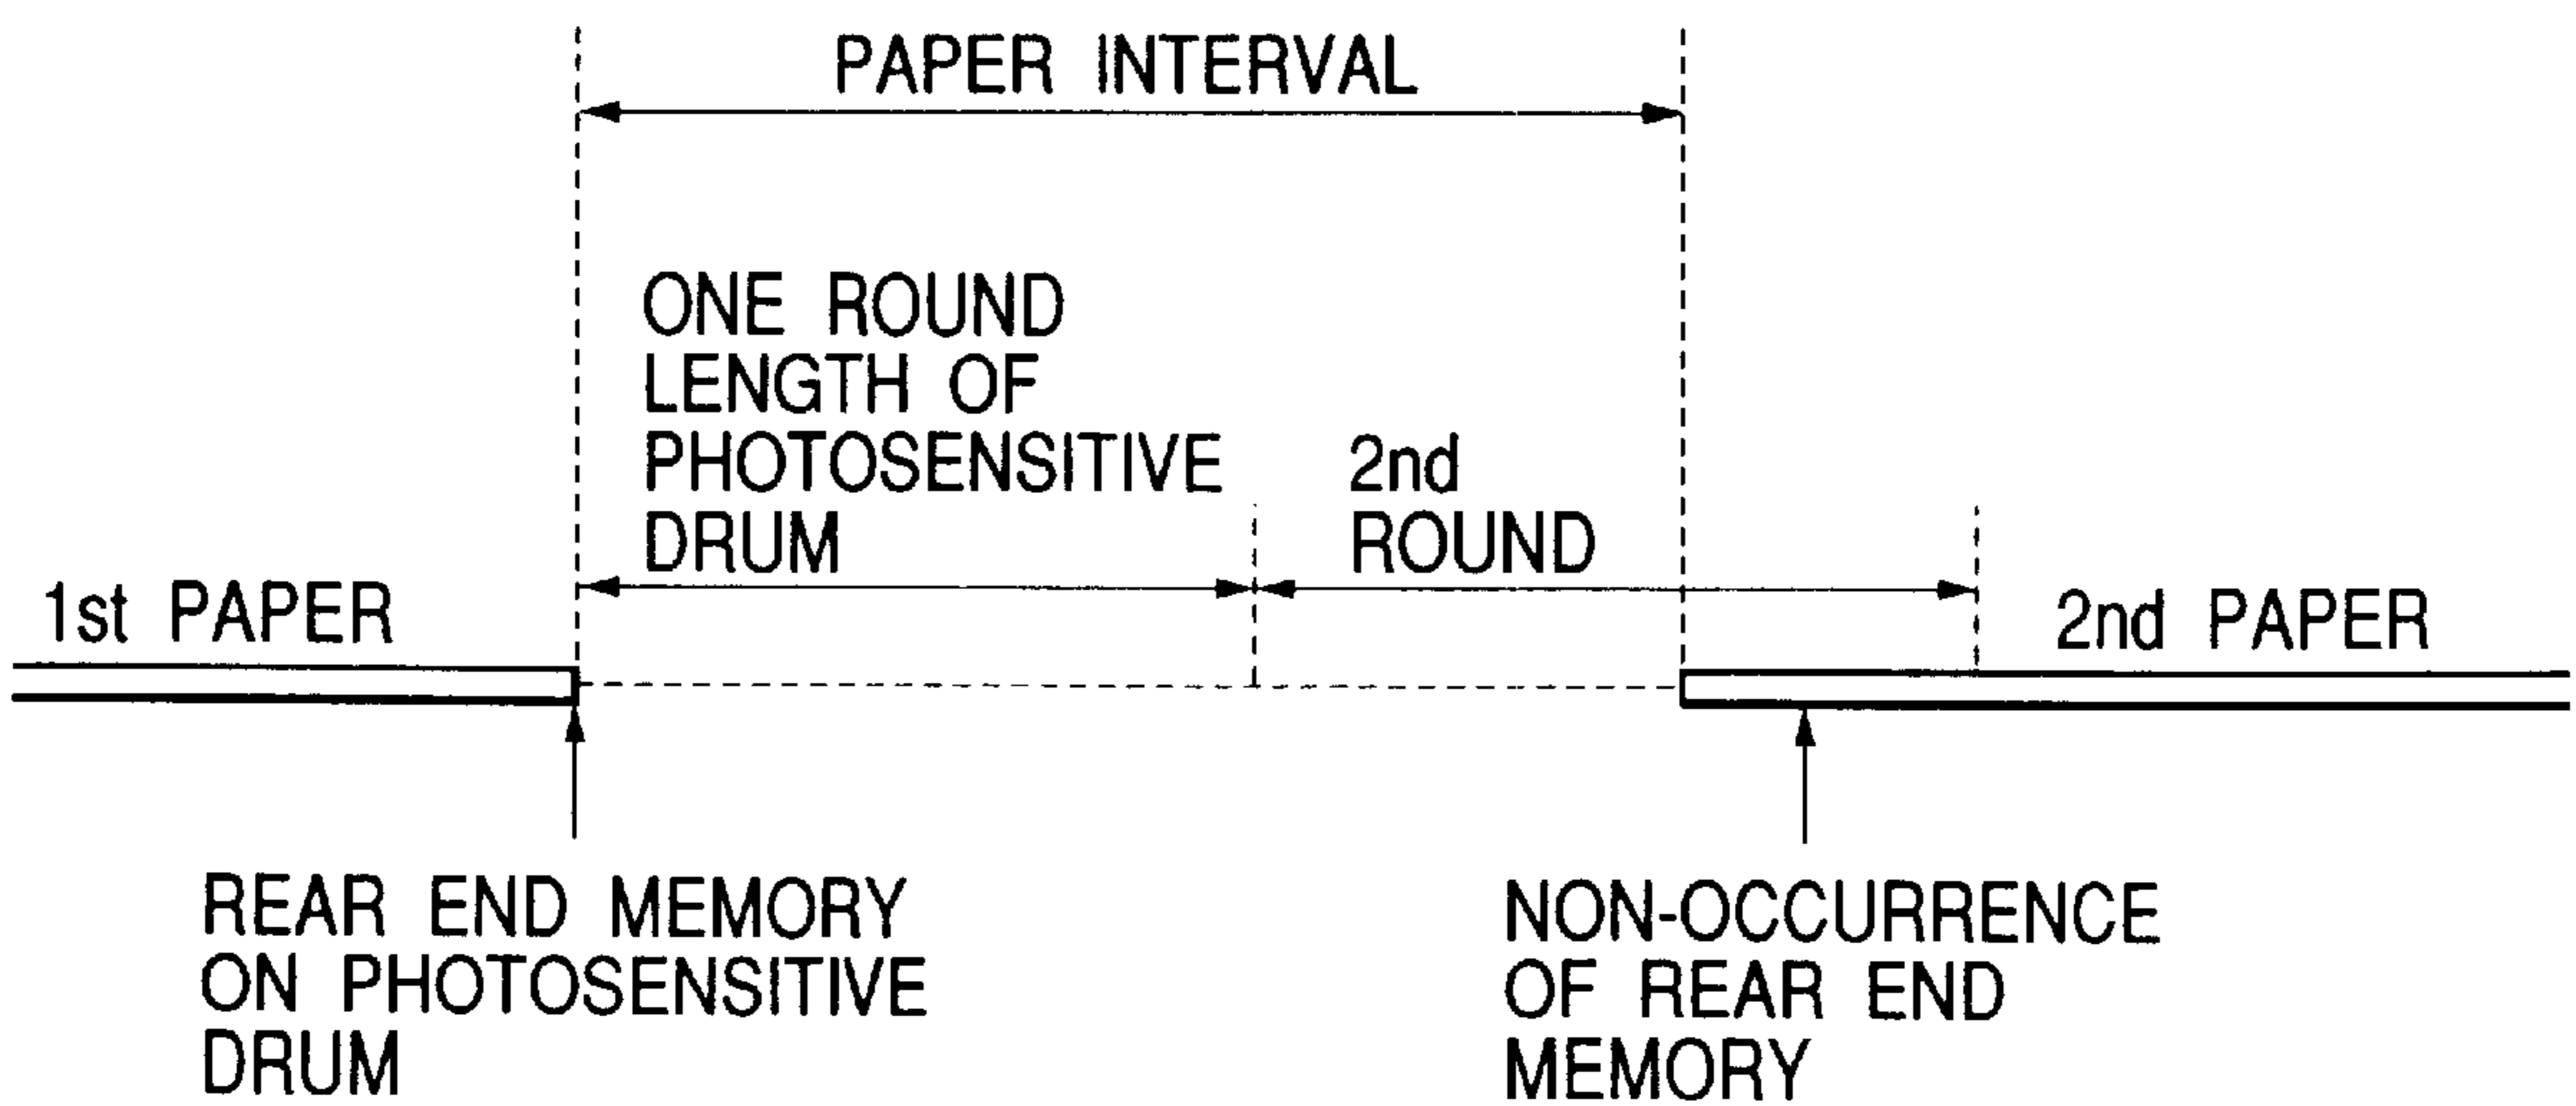 PAPER INTERVAL
ONE ROUND
LENGTH OF
PHOTOSENSITIVE
DRUM
2nd
ROUND
1st PAPER
2nd PAPER
REAR END MEMORY
ON PHOTOSENSITIVE
DRUM
NON-OCCURRENCE
OF REAR END
MEMORY